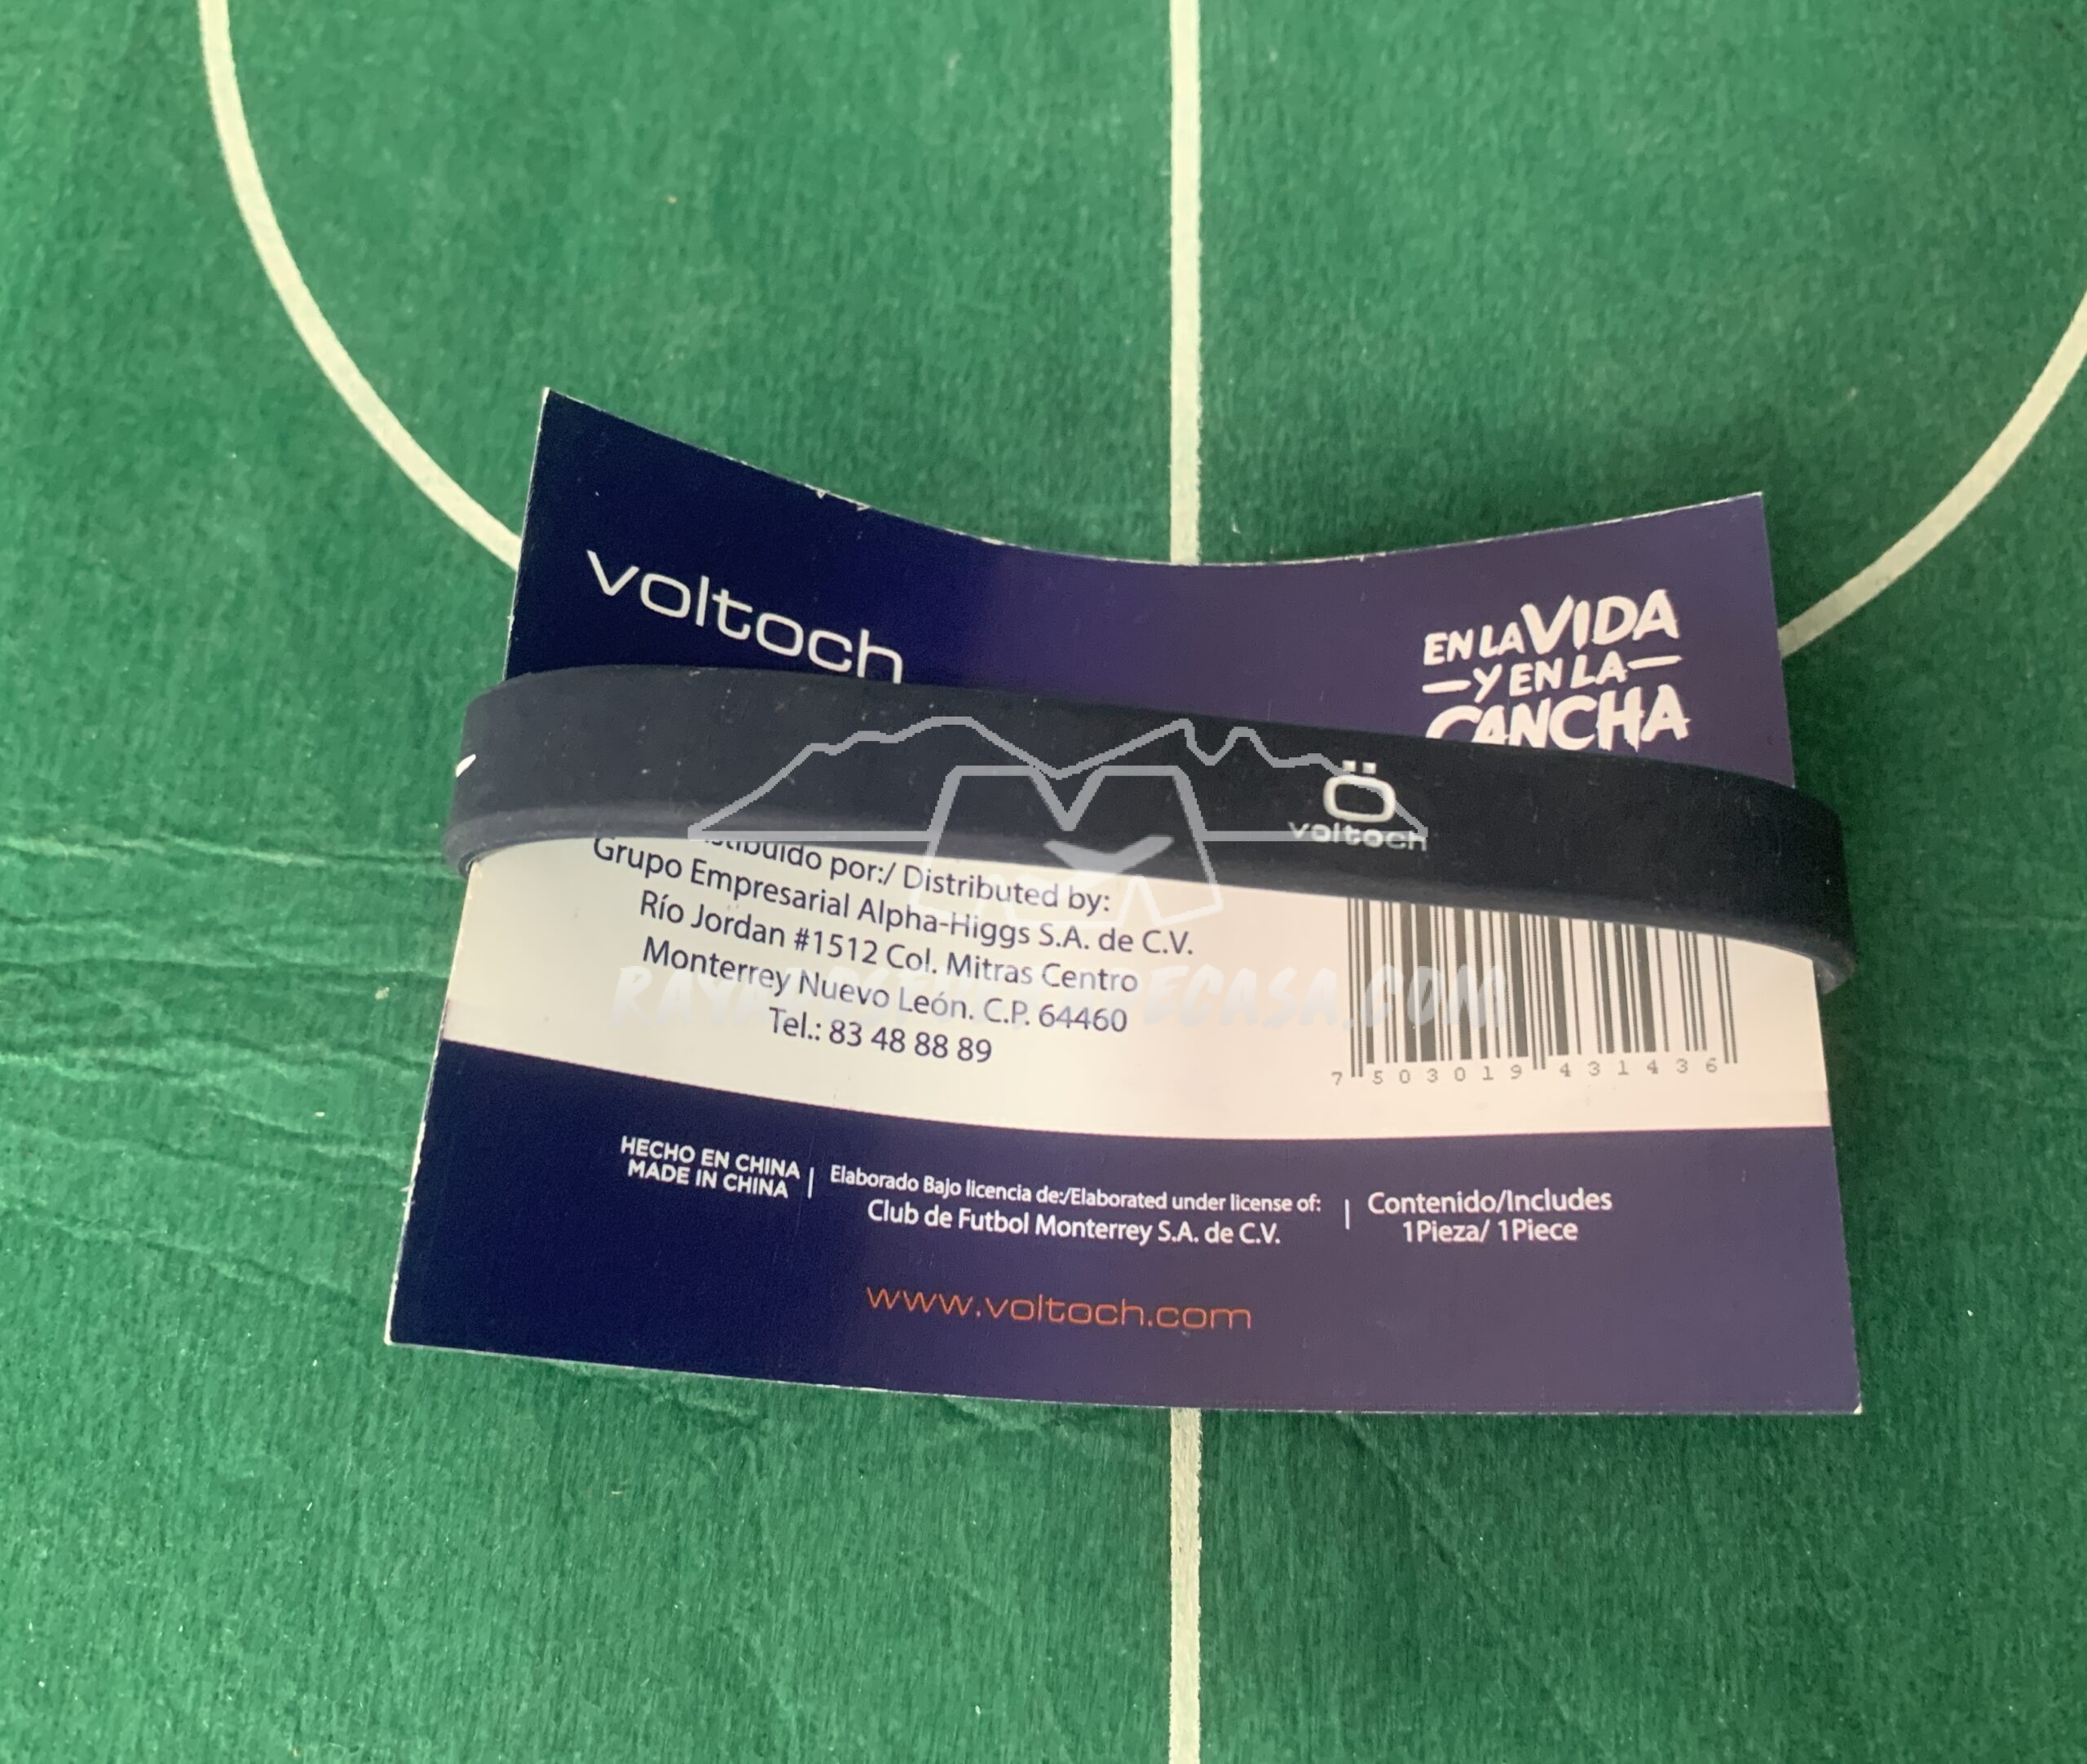 voltoch
EN LA VIDA
Y EN LA
CANCHA
Ö
voltoch
por:/ Distributed by:
Grupo Empresarial Alpha-Higgs S.A. de C.V.
Río Jordan #1512 Col. Mitras Centro
Monterrey Nuevo León. C.P. 64460
Tel.: 83 48 88 89
7 503019 431436
HECHO EN CHINA
MADE IN CHINA
Elaborado Bajo licencia de:/Elaborated under license of:
Club de Futbol Monterrey S.A. de C.V.
Contenido/Includes
1Pieza/ 1Piece
www.voltoch.com